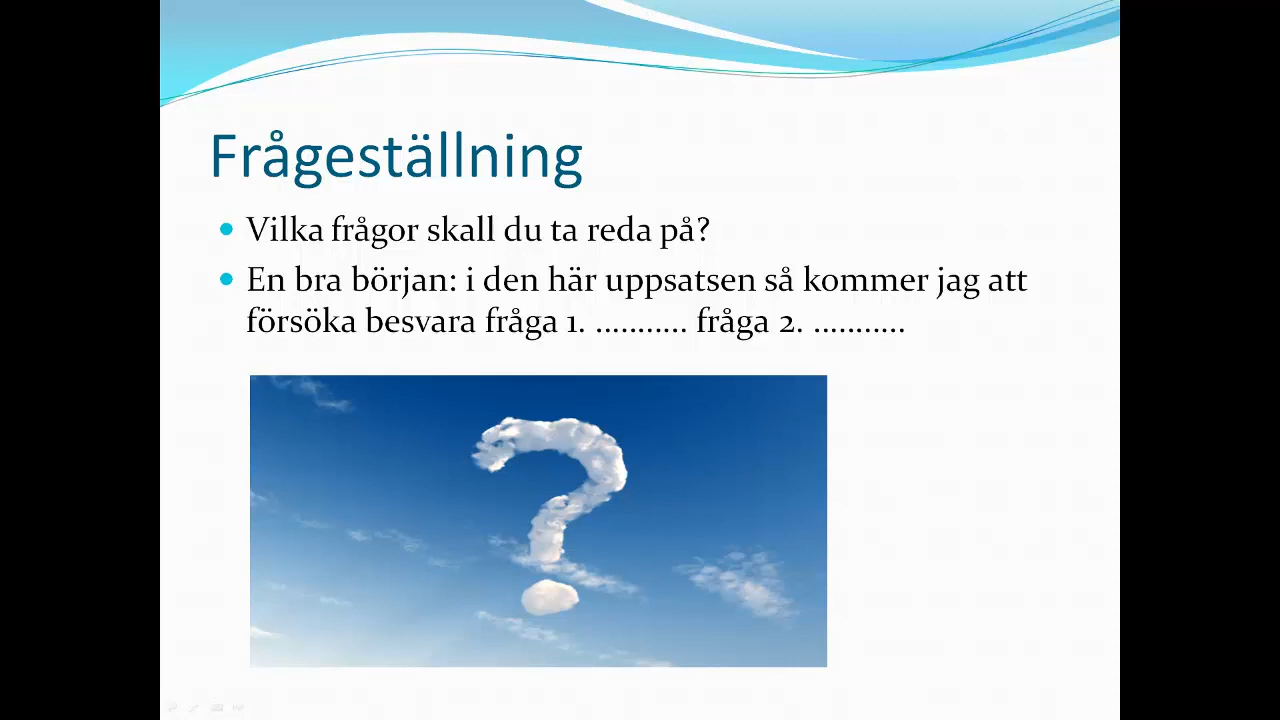 Frågeställning
Vilka frågor skall du ta reda på?
En bra början: i den här uppsatsen så kommer jag att
försöka besvara fråga 1. ........... fråga 2. ...........